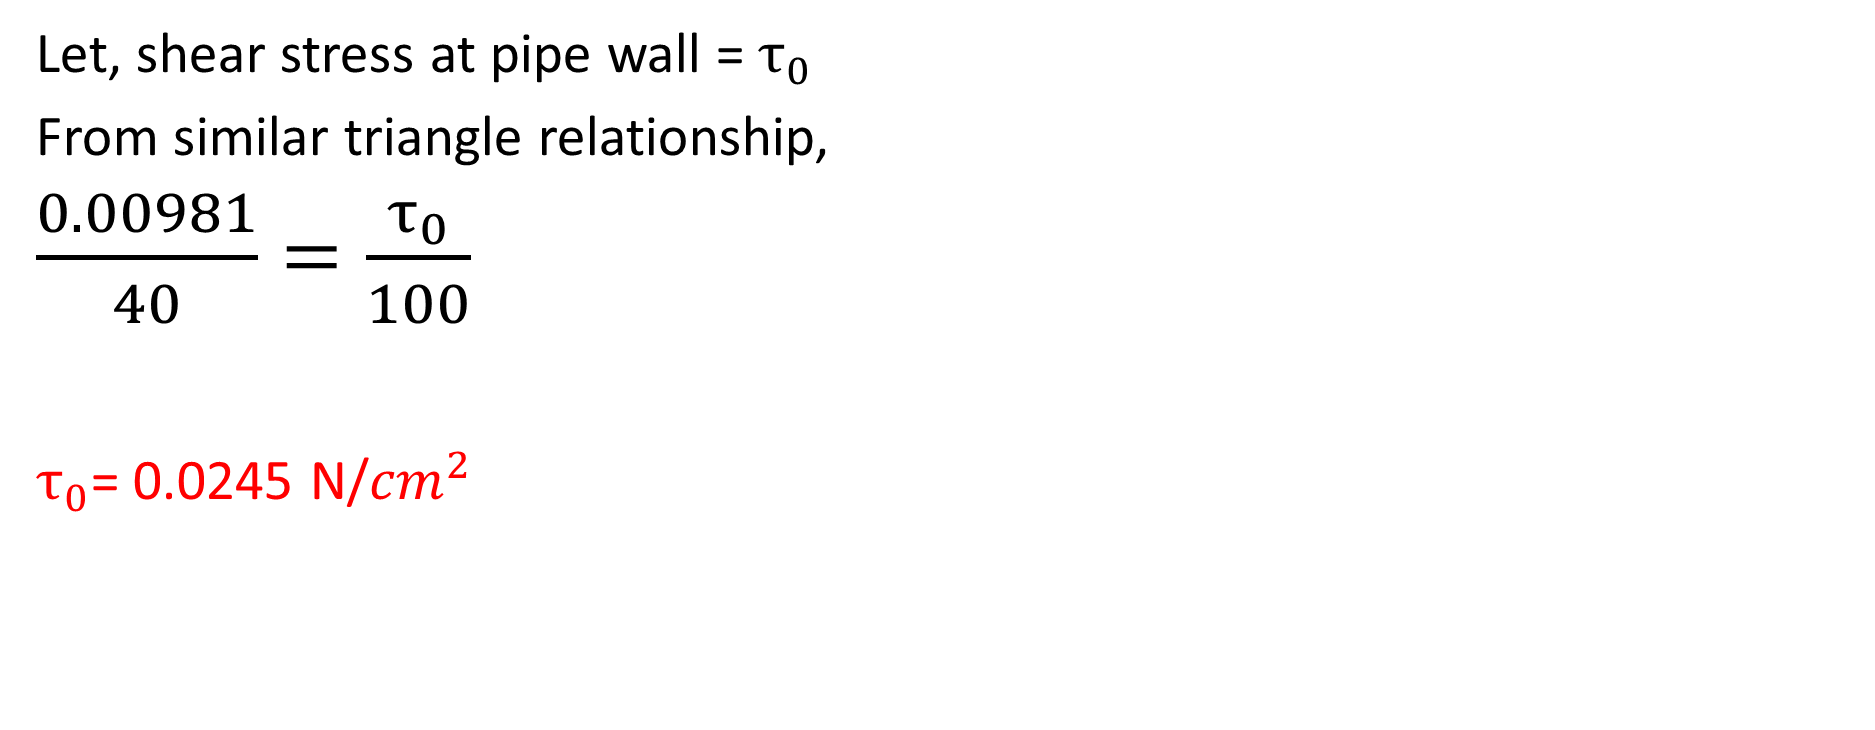 Let, shear stress at pipe wall = τ₀
From similar triangle relationship,
0.00981/40 = τ₀/100
τ₀= 0.0245 N/cm²